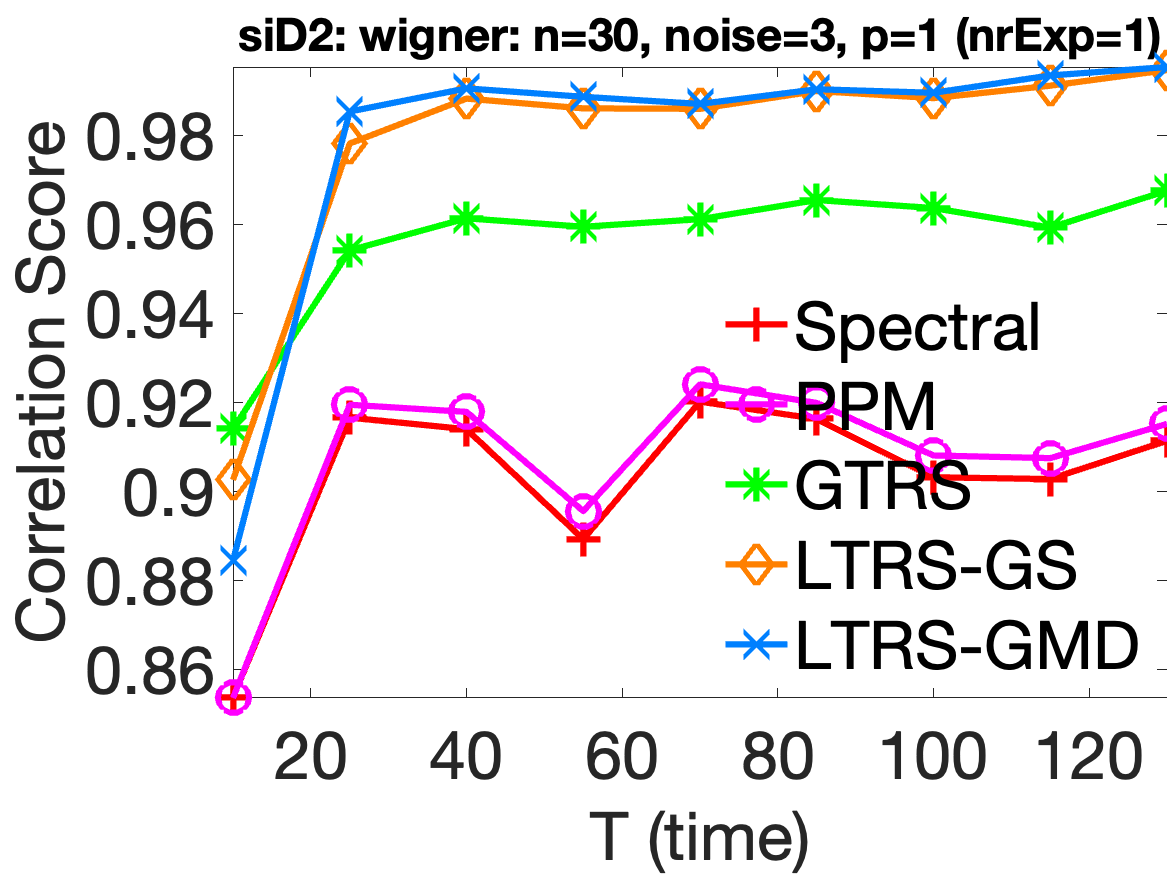 siD2: wigner: n=30, noise=3, p=1 (nrExp=1)
Correlation Score
0.98
0.96
0.94
0.92
0.9
0.88
0.86
Spectral
PPM
GTRS
LTRS-GS
LTRS-GMD
20 40 60 80 100 120
T (time)